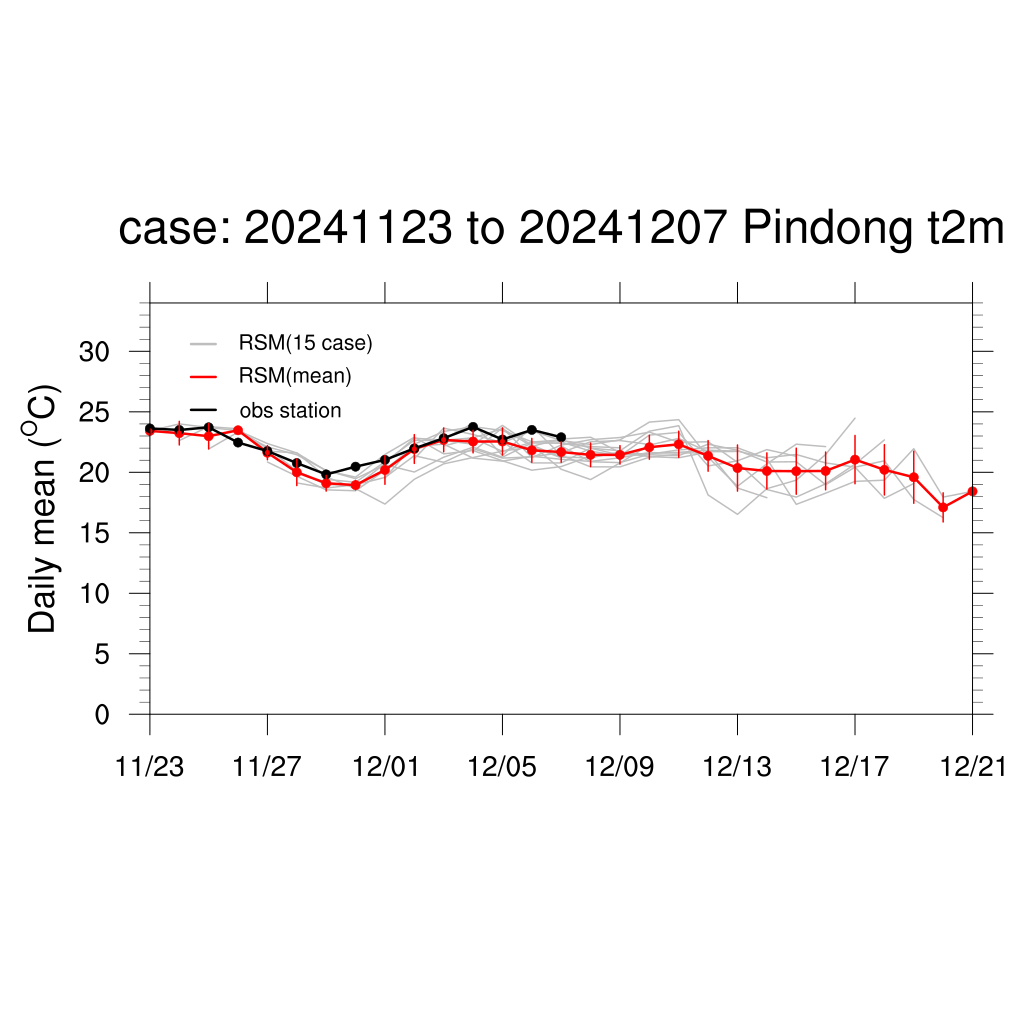 case: 20241123 to 20241207 Pindong t2m
RSM(15 case)
RSM(mean)
obs station
Daily mean (°C)
30
25
20
15
10
5
0
11/23 11/27 12/01 12/05 12/09 12/13 12/17 12/21